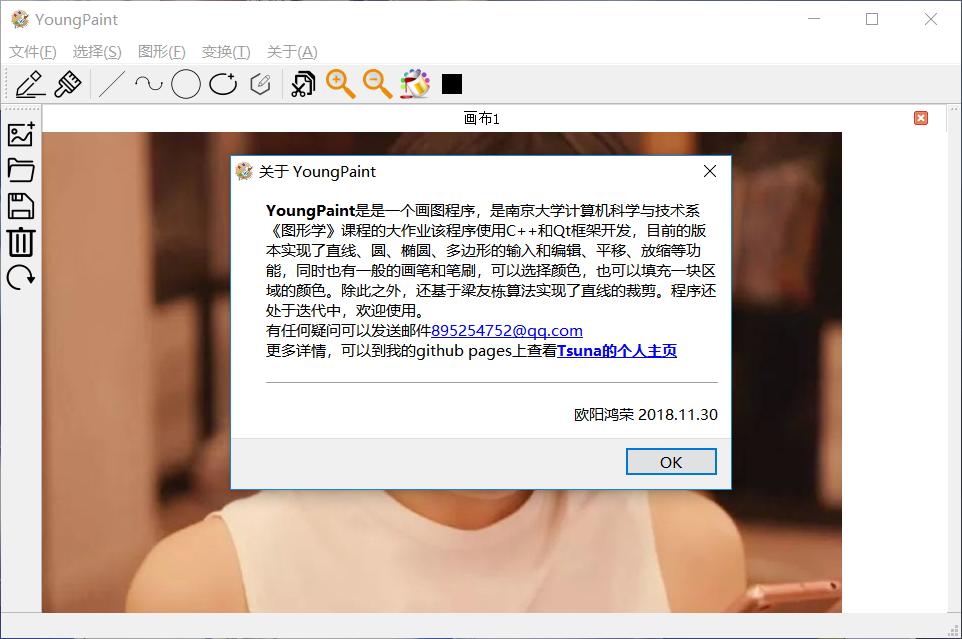 YoungPaint
文件(F) 选择(S) 图形(F) 变换(T) 关于(A)
画布1
关于 YoungPaint
YoungPaint是是一个画图程序，是南京大学计算机科学与技术系
《图形学》课程的大作业该程序使用C++和Qt框架开发，目前的版
本实现了直线、圆、椭圆、多边形的输入和编辑、平移、放缩等功
能，同时也有一般的画笔和笔刷，可以选择颜色，也可以填充一块区
域的颜色。除此之外，还基于梁友栋算法实现了直线的裁剪。程序还
处于迭代中，欢迎使用。
有任何疑问可以发送邮件895254752@qq.com
更多详情，可以到我的github pages上查看Tsuna的个人主页
欧阳鸿荣 2018.11.30
OK